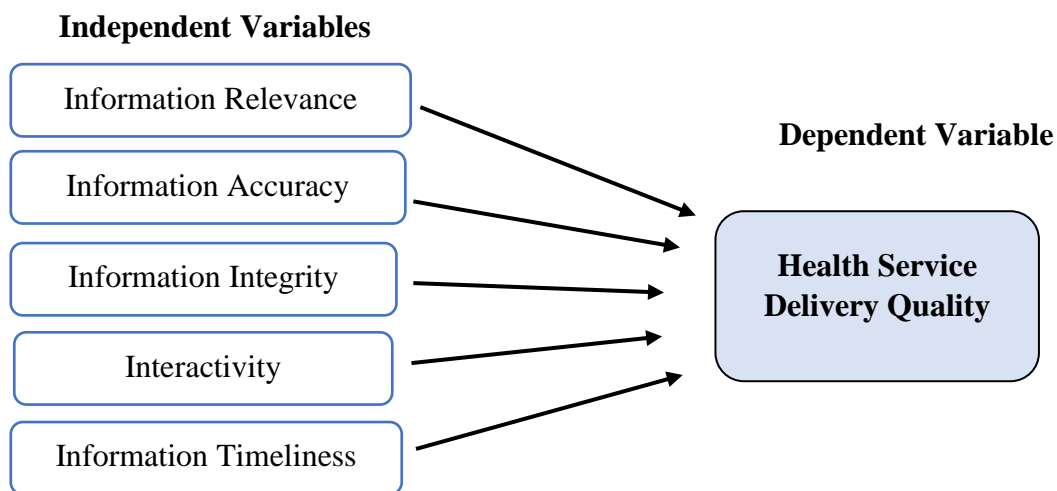 Independent Variables
Information Relevance
Information Accuracy
Information Integrity
Interactivity
Information Timeliness
Dependent Variable
Health Service
Delivery Quality